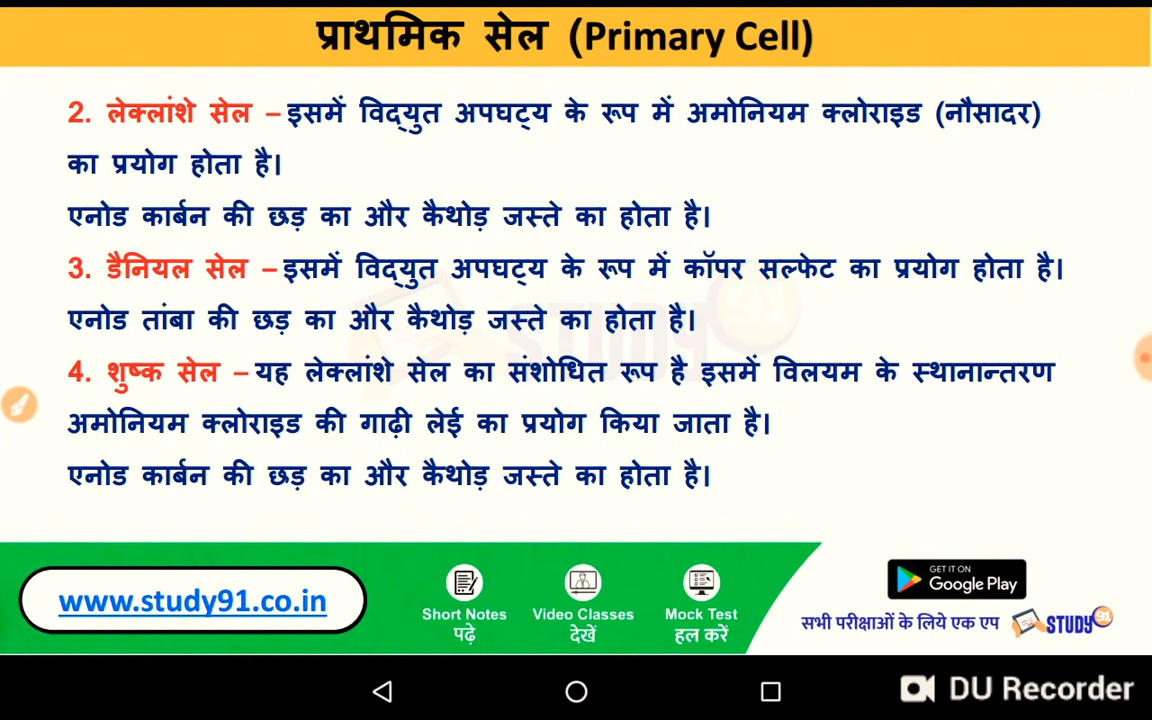 प्राथमिक सेल (Primary Cell)
2. लेक्लांशे सेल – इसमें विद्युत अपघट्य के रूप में अमोनियम क्लोराइड (नौसादर)
का प्रयोग होता है।
एनोड कार्बन की छड़ का और कैथोड़ जस्ते का होता है।
3. डैनियल सेल – इसमें विद्युत अपघट्य के रूप में कॉपर सल्फेट का प्रयोग होता है।
एनोड तांबा की छड़ का और कैथोड़ जस्ते का होता है।
4. शुष्क सेल – यह लेक्लांशे सेल का संशोधित रूप है इसमें विलयम के स्थानान्तरण
अमोनियम क्लोराइड की गाढ़ी लेई का प्रयोग किया जाता है।
एनोड कार्बन की छड़ का और कैथोड़ जस्ते का होता है।
STUDY 91
www.study91.co.in
Short Notes
पढ़े
Video Classes
देखें
Mock Test
हल करें
GET IT ON
Google Play
सभी परीक्षाओं के लिये एक एप
STUDY 91
DU Recorder